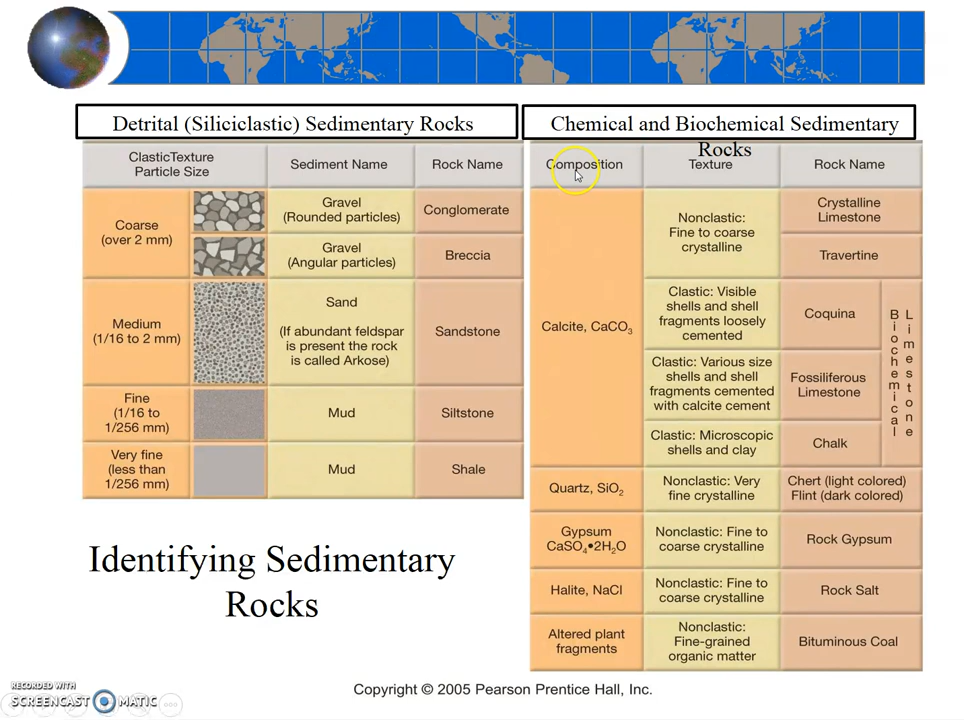 Detrital (Siliciclastic) Sedimentary Rocks
ClasticTexture
Particle Size
Sediment Name
Rock Name
Coarse
(over 2 mm)
Gravel
(Rounded particles)
Conglomerate
Gravel
(Angular particles)
Breccia
Medium
(1/16 to 2 mm)
Sand
(If abundant feldspar
is present the rock
is called Arkose)
Sandstone
Fine
(1/16 to
1/256 mm)
Mud
Siltstone
Very fine
(less than
1/256 mm)
Mud
Shale
Chemical and Biochemical Sedimentary
Rocks
Composition
Texture
Rock Name
Calcite, CaCO₃
Nonclastic:
Fine to coarse
crystalline
Crystalline
Limestone
Travertine
Clastic: Visible
shells and shell
fragments loosely
cemented
Coquina
Clastic: Various size
shells and shell
fragments cemented
with calcite cement
Fossiliferous
Limestone
Clastic: Microscopic
shells and clay
Chalk
Biochemical
Limestone
Quartz, SiO₂
Nonclastic: Very
fine crystalline
Chert (light colored)
Flint (dark colored)
Gypsum
CaSO₄•2H₂O
Nonclastic: Fine to
coarse crystalline
Rock Gypsum
Halite, NaCl
Nonclastic: Fine to
coarse crystalline
Rock Salt
Altered plant
fragments
Nonclastic:
Fine-grained
organic matter
Bituminous Coal
Identifying Sedimentary
Rocks
Copyright © 2005 Pearson Prentice Hall, Inc.
RECORDED WITH
SCREENCAST MATIC